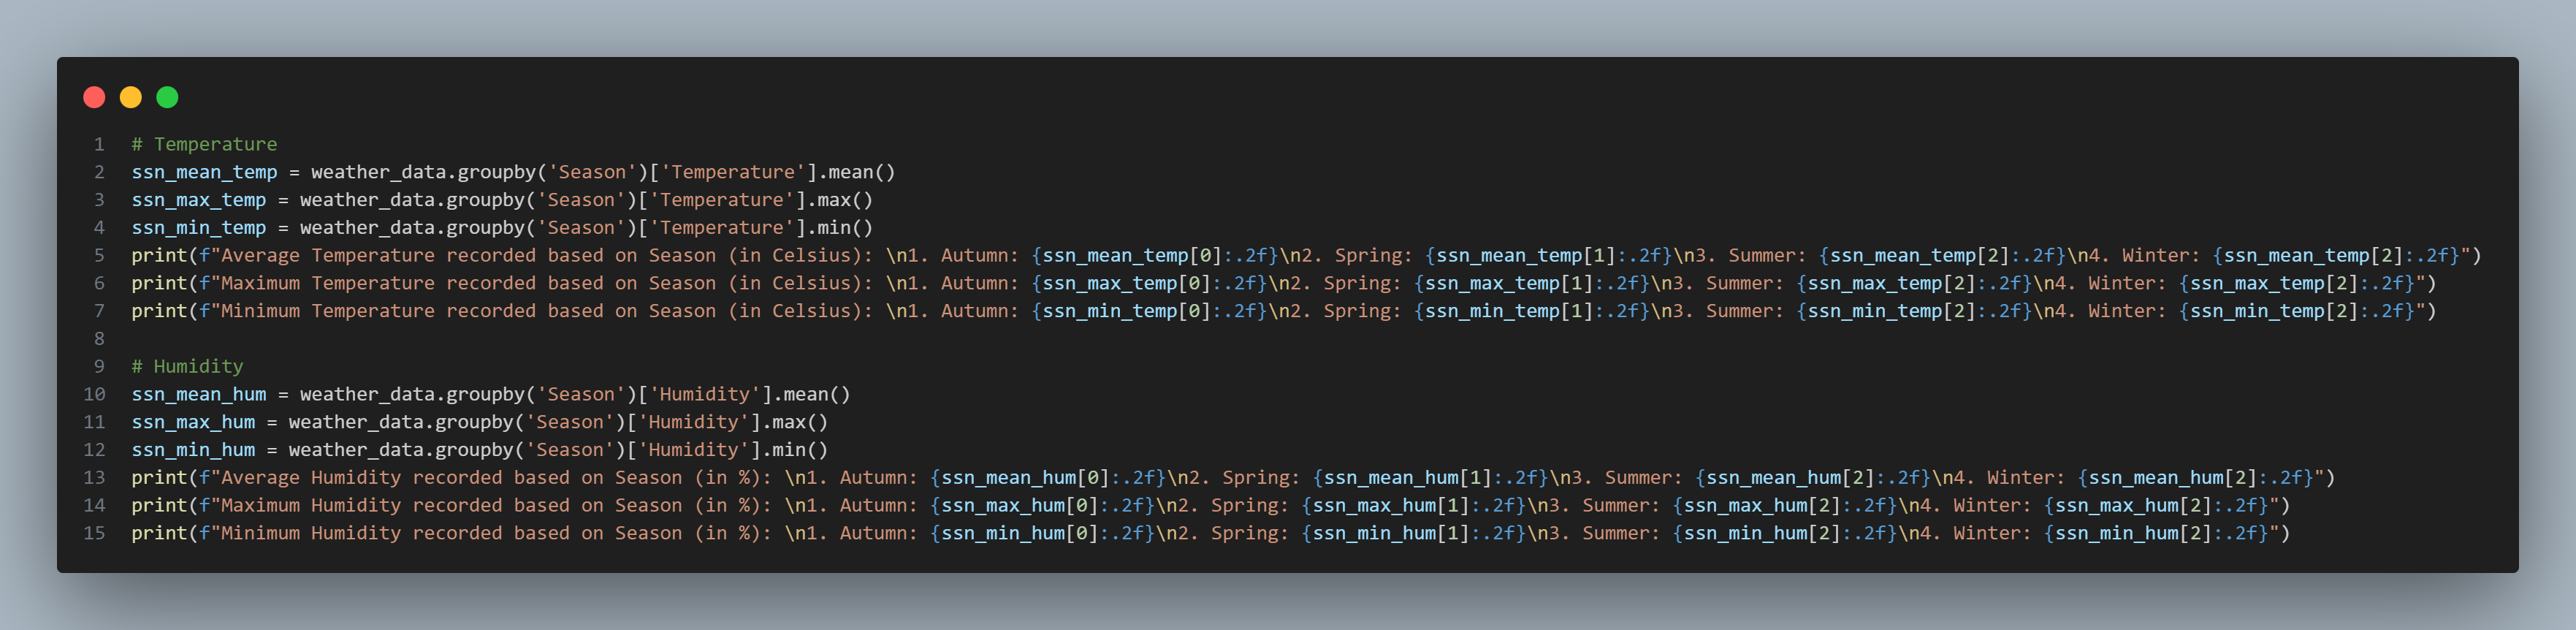 1 # Temperature
2 ssn_mean_temp = weather_data.groupby('Season')['Temperature'].mean()
3 ssn_max_temp = weather_data.groupby('Season')['Temperature'].max()
4 ssn_min_temp = weather_data.groupby('Season')['Temperature'].min()
5 print(f"Average Temperature recorded based on Season (in Celsius): \n1. Autumn: {ssn_mean_temp[0]:.2f}\n2. Spring: {ssn_mean_temp[1]:.2f}\n3. Summer: {ssn_mean_temp[2]:.2f}\n4. Winter: {ssn_mean_temp[2]:.2f}")
6 print(f"Maximum Temperature recorded based on Season (in Celsius): \n1. Autumn: {ssn_max_temp[0]:.2f}\n2. Spring: {ssn_max_temp[1]:.2f}\n3. Summer: {ssn_max_temp[2]:.2f}\n4. Winter: {ssn_max_temp[2]:.2f}")
7 print(f"Minimum Temperature recorded based on Season (in Celsius): \n1. Autumn: {ssn_min_temp[0]:.2f}\n2. Spring: {ssn_min_temp[1]:.2f}\n3. Summer: {ssn_min_temp[2]:.2f}\n4. Winter: {ssn_min_temp[2]:.2f}")
8
9 # Humidity
10 ssn_mean_hum = weather_data.groupby('Season')['Humidity'].mean()
11 ssn_max_hum = weather_data.groupby('Season')['Humidity'].max()
12 ssn_min_hum = weather_data.groupby('Season')['Humidity'].min()
13 print(f"Average Humidity recorded based on Season (in %): \n1. Autumn: {ssn_mean_hum[0]:.2f}\n2. Spring: {ssn_mean_hum[1]:.2f}\n3. Summer: {ssn_mean_hum[2]:.2f}\n4. Winter: {ssn_mean_hum[2]:.2f}")
14 print(f"Maximum Humidity recorded based on Season (in %): \n1. Autumn: {ssn_max_hum[0]:.2f}\n2. Spring: {ssn_max_hum[1]:.2f}\n3. Summer: {ssn_max_hum[2]:.2f}\n4. Winter: {ssn_max_hum[2]:.2f}")
15 print(f"Minimum Humidity recorded based on Season (in %): \n1. Autumn: {ssn_min_hum[0]:.2f}\n2. Spring: {ssn_min_hum[1]:.2f}\n3. Summer: {ssn_min_hum[2]:.2f}\n4. Winter: {ssn_min_hum[2]:.2f}")